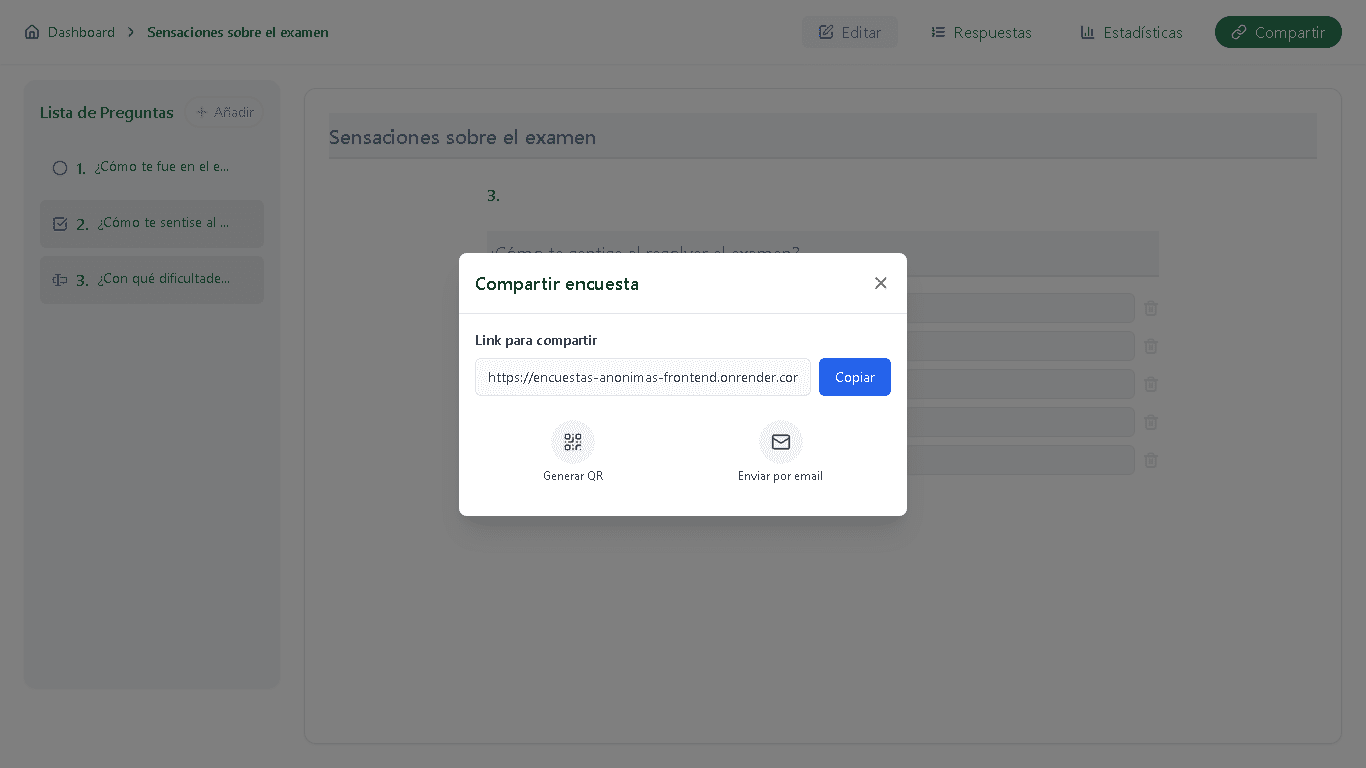 Dashboard > Sensaciones sobre el examen
Editar
Respuestas
Estadísticas
Compartir
Lista de Preguntas
+ Añadir
1. ¿Cómo te fue en el e...
2. ¿Cómo te sentise al ...
3. ¿Con qué dificultade...
Sensaciones sobre el examen
3.
¿Cómo te sentise al resolver el examen?
Compartir encuesta
Link para compartir
https://encuestas-anonimas-frontend.onrender.cor
Copiar
Generar QR
Enviar por email